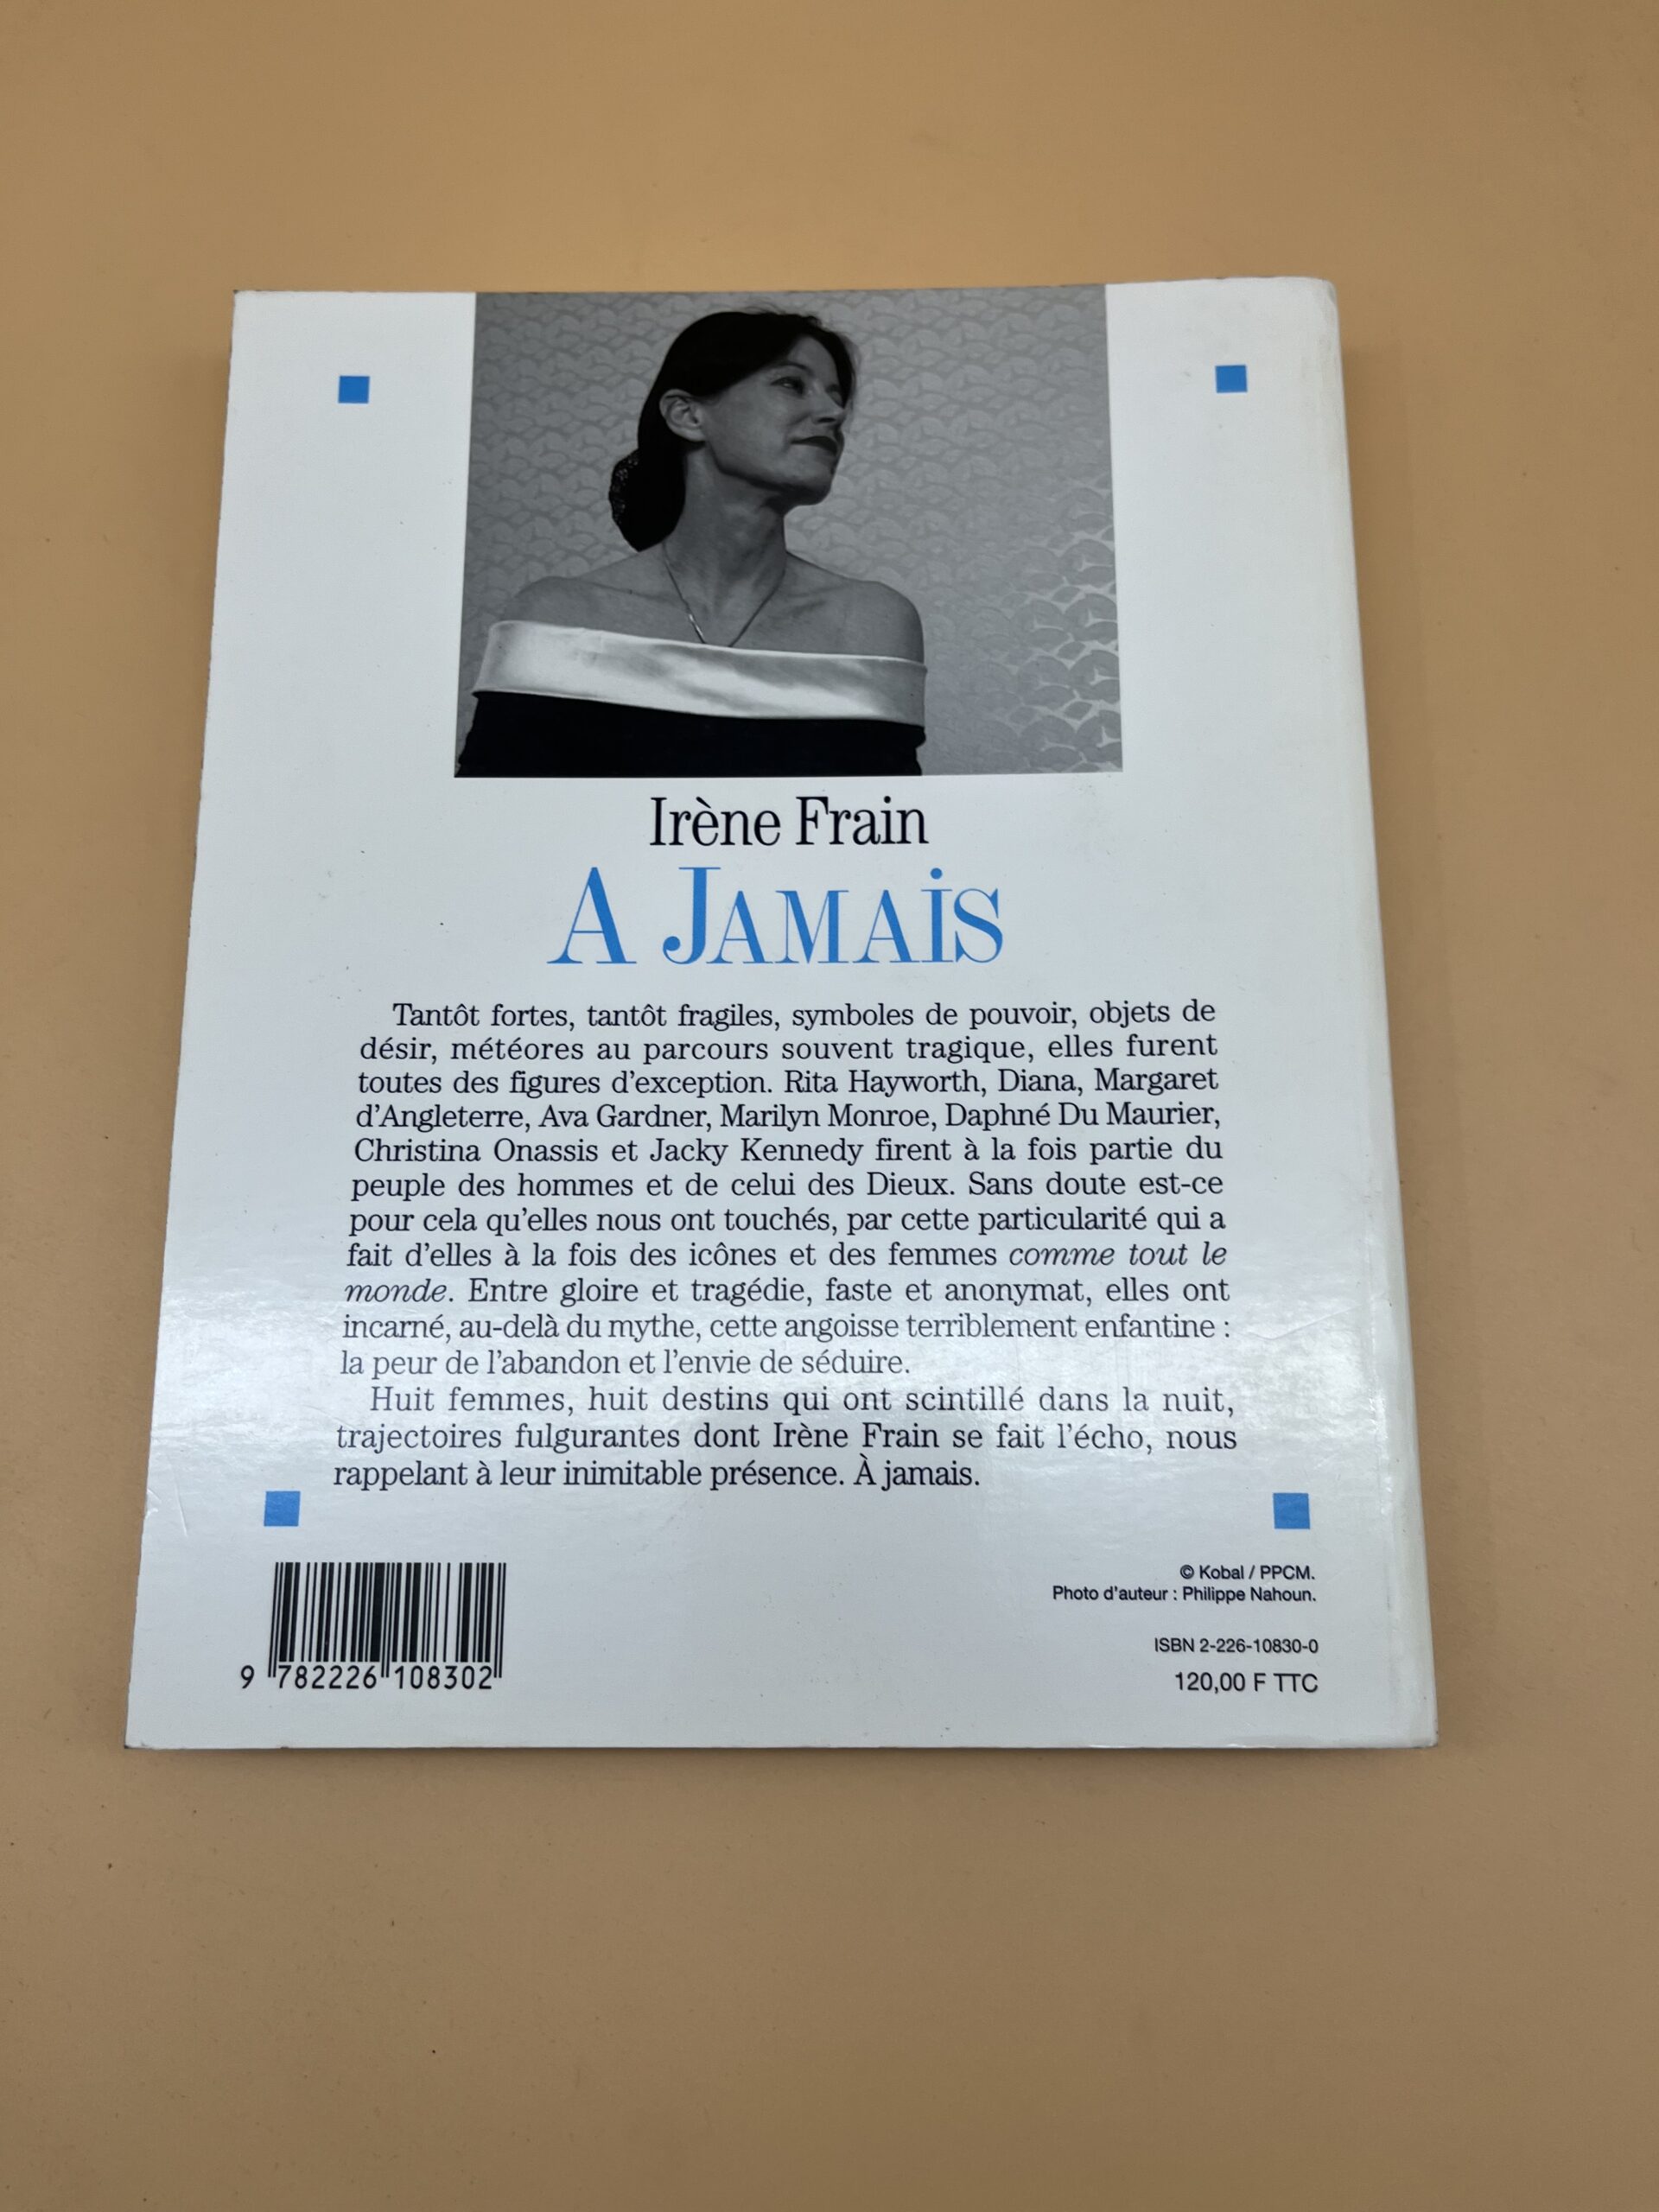 Irène Frain
A JAMAiS
Tantôt fortes, tantôt fragiles, symboles de pouvoir, objets de
désir, météores au parcours souvent tragique, elles furent
toutes des figures d'exception. Rita Hayworth, Diana, Margaret
d'Angleterre, Ava Gardner, Marilyn Monroe, Daphné Du Maurier,
Christina Onassis et Jacky Kennedy firent à la fois partie du
peuple des hommes et de celui des Dieux. Sans doute est-ce
pour cela qu'elles nous ont touchés, par cette particularité qui a
fait d'elles à la fois des icônes et des femmes comme tout le
monde. Entre gloire et tragédie, faste et anonymat, elles ont
incarné, au-delà du mythe, cette angoisse terriblement enfantine :
la peur de l'abandon et l'envie de séduire.
Huit femmes, huit destins qui ont scintillé dans la nuit,
trajectoires fulgurantes dont Irène Frain se fait l'écho, nous
rappelant à leur inimitable présence. À jamais.
© Kobal / PPCM.
Photo d'auteur : Philippe Nahoun.
ISBN 2-226-10830-0
120,00 F TTC
9 782226 108302